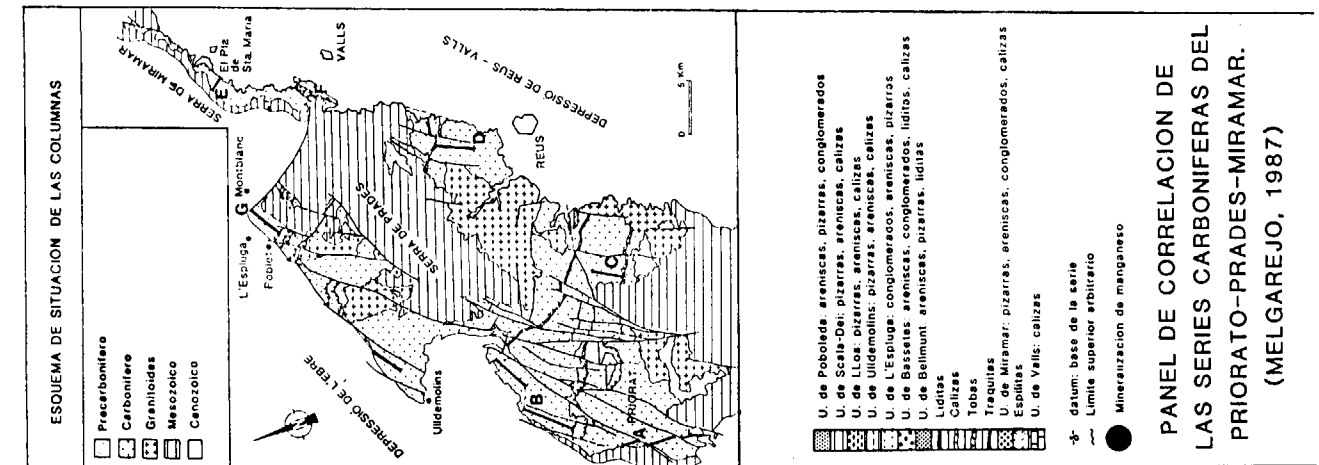 ESQUEMA DE SITUACION DE LAS COLUMNAS
Precarbonifero
Carbonifero
Granitoides
Mesozoico
Cenozoico
SERRA DE MIRAMAR
El Pla
de
Sta. Maria
E
VALLS
F
DEPRESSIO DE REUS - VALLS
G
Montblanc
L'Espluga
Poblet
SERRA DE PRADES
D
REUS
0 5 Km
DEPRESSIO DE L'EBRE
Ulldemolins
C
B
A
PRIORAT
U. de Poboleda: areniscas, pizarras, conglomerados
U. de Scala-Dei: pizarras, areniscas, calizas
U. de LLoa: pizarras, areniscas, calizas
U. de Ulldemolins: pizarras, areniscas, calizas
U. de L'Espluga: conglomerados, areniscas, pizarras
U. de Bassetes: areniscas, conglomerados, liditas, calizas
U. de Bellmunt: areniscas, pizarras, liditas
Liditas
Calizas
Tobas
Traquitas
U. de Miramar: pizarras, areniscas, conglomerados, calizas
Espilitas
U. de Valls: calizas
datum: base de la serie
Limite superior arbitrario
Mineralizacion de manganeso
PANEL DE CORRELACION DE
LAS SERIES CARBONIFERAS DEL
PRIORATO-PRADES-MIRAMAR.
(MELGAREJO, 1987)